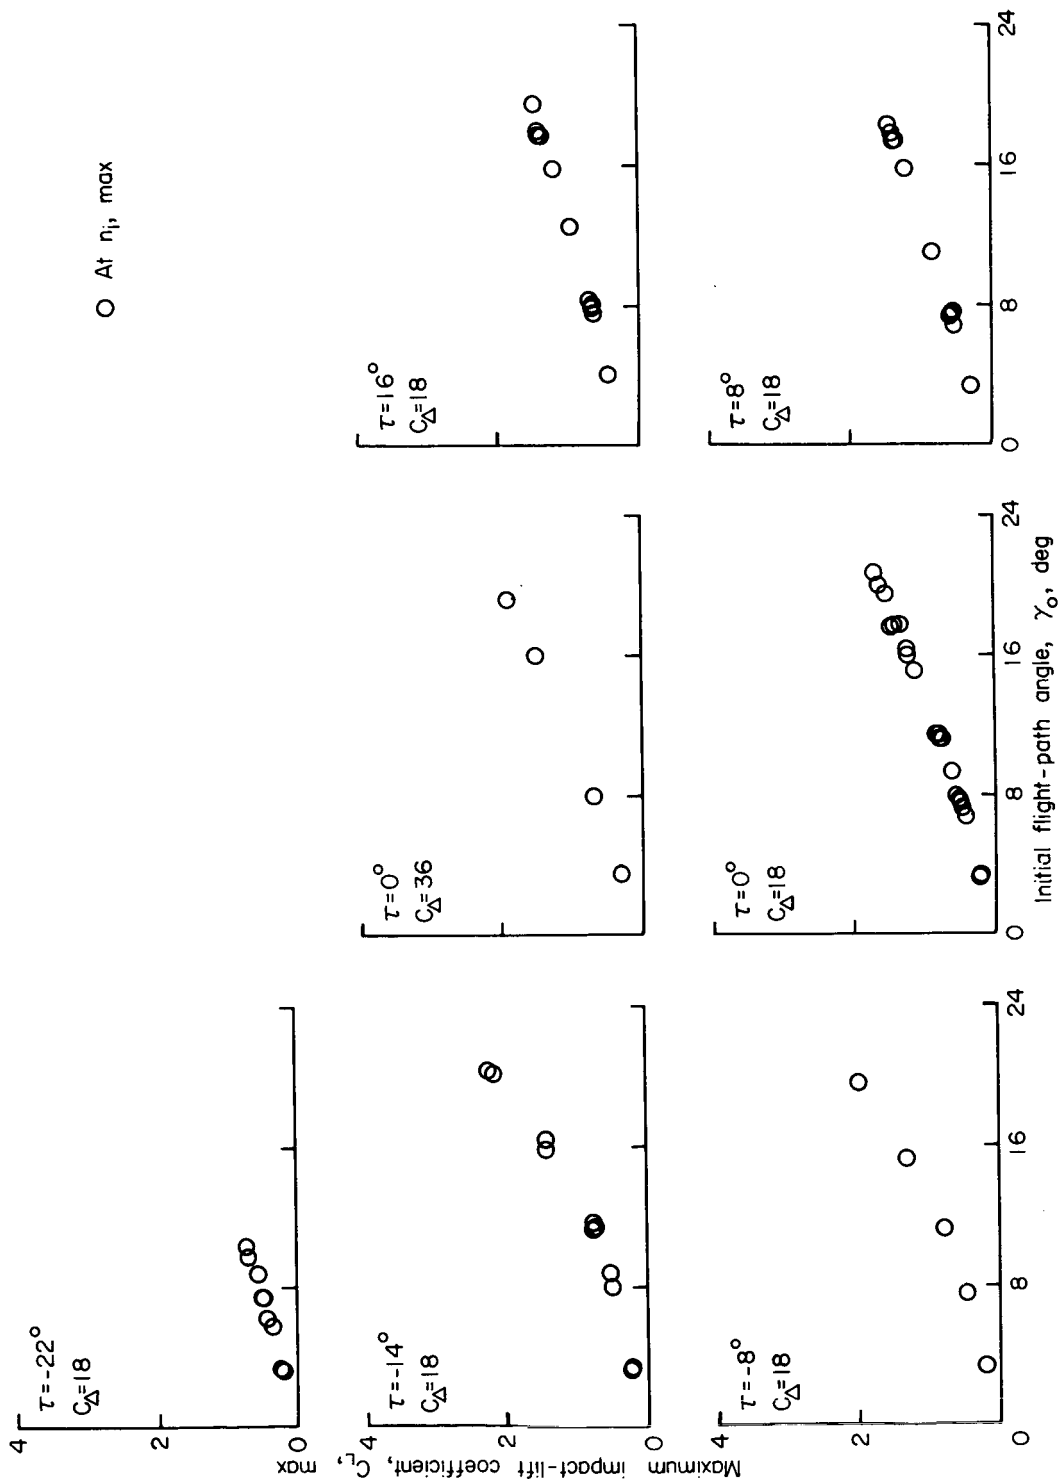 ○ At nᵢ, max
τ=-22°
C_Δ=18
4
2
0
τ=-14°
C_Δ=18
4
2
0
τ=0°
C_Δ=36
τ=16°
C_Δ=18
τ=-8°
C_Δ=18
4
2
0
τ=0°
C_Δ=18
τ=8°
C_Δ=18
0 8 16 24
0 8 16 24
0 8 16 24
Maximum
impact-lift coefficient, C_L,
max
Initial flight-path angle, γₒ, deg